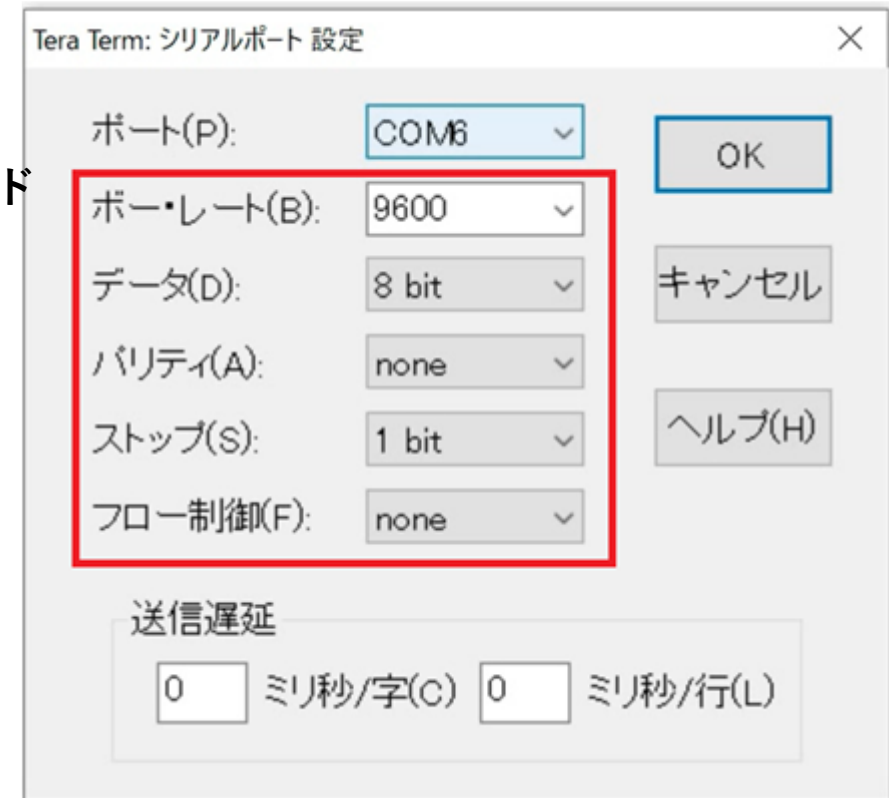 Tera Term: シリアルポート 設定
ポート(P): COM6
OK
ド
ボー・レート(B): 9600
データ(D): 8 bit
キャンセル
パリティ(A): none
ストップ(S): 1 bit
ヘルプ(H)
フロー制御(F): none
送信遅延
0 ミリ秒/字(C) 0 ミリ秒/行(L)